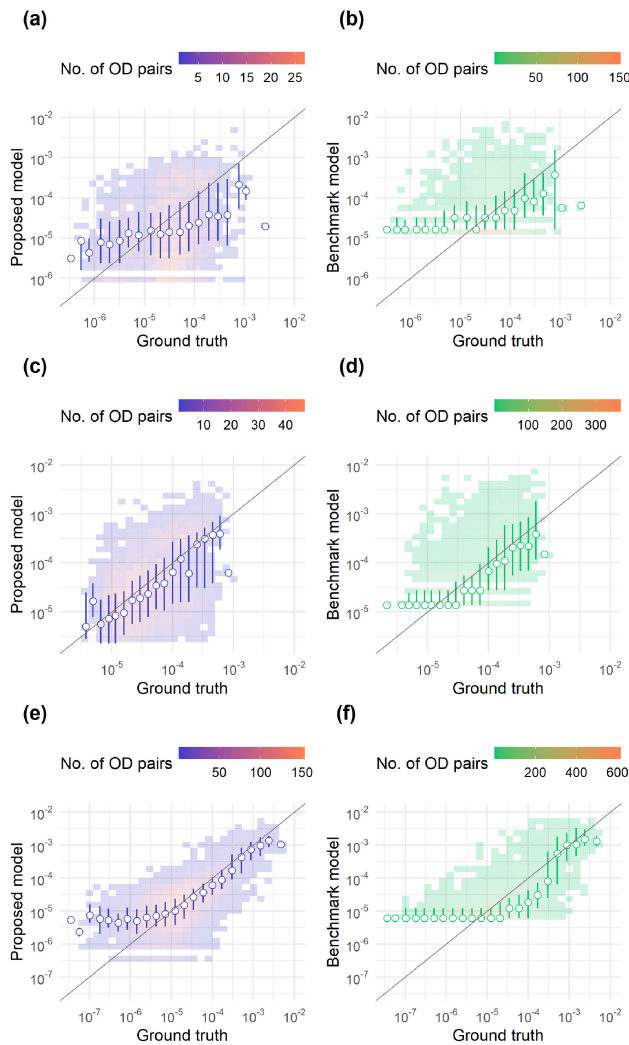 (a)
No. of OD pairs
5 10 15 20 25
10⁻² 10⁻³ 10⁻⁴ 10⁻⁵ 10⁻⁶
Proposed model
10⁻⁶ 10⁻⁵ 10⁻⁴ 10⁻³ 10⁻²
Ground truth
(b)
No. of OD pairs
50 100 150
10⁻² 10⁻³ 10⁻⁴ 10⁻⁵ 10⁻⁶
Benchmark model
10⁻⁶ 10⁻⁵ 10⁻⁴ 10⁻³ 10⁻²
Ground truth
(c)
No. of OD pairs
10 20 30 40
10⁻² 10⁻³ 10⁻⁴ 10⁻⁵
Proposed model
10⁻⁵ 10⁻⁴ 10⁻³ 10⁻²
Ground truth
(d)
No. of OD pairs
100 200 300
10⁻² 10⁻³ 10⁻⁴ 10⁻⁵
Benchmark model
10⁻⁵ 10⁻⁴ 10⁻³ 10⁻²
Ground truth
(e)
No. of OD pairs
50 100 150
10⁻² 10⁻³ 10⁻⁴ 10⁻⁵ 10⁻⁶ 10⁻⁷
Proposed model
10⁻⁷ 10⁻⁶ 10⁻⁵ 10⁻⁴ 10⁻³ 10⁻²
Ground truth
(f)
No. of OD pairs
200 400 600
10⁻² 10⁻³ 10⁻⁴ 10⁻⁵ 10⁻⁶ 10⁻⁷
Benchmark model
10⁻⁷ 10⁻⁶ 10⁻⁵ 10⁻⁴ 10⁻³ 10⁻²
Ground truth